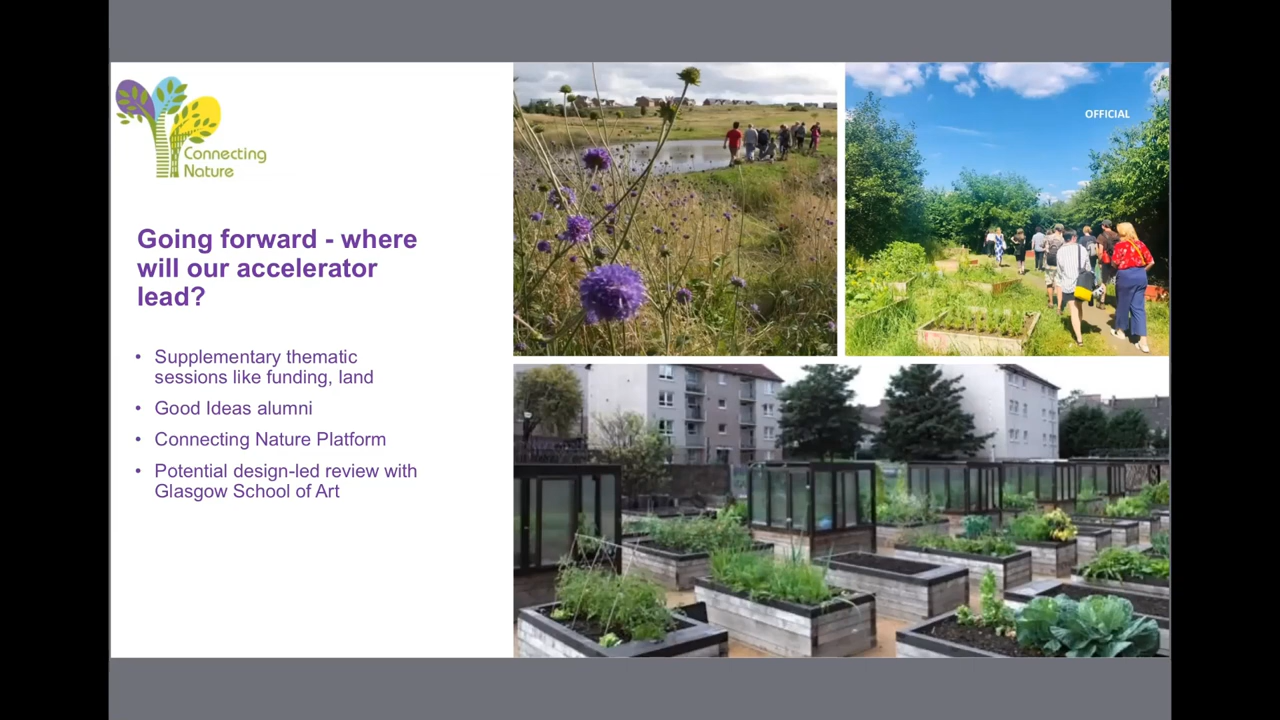 Connecting
Nature
OFFICIAL
Going forward - where
will our accelerator
lead?
• Supplementary thematic
sessions like funding, land
• Good Ideas alumni
• Connecting Nature Platform
• Potential design-led review with
Glasgow School of Art